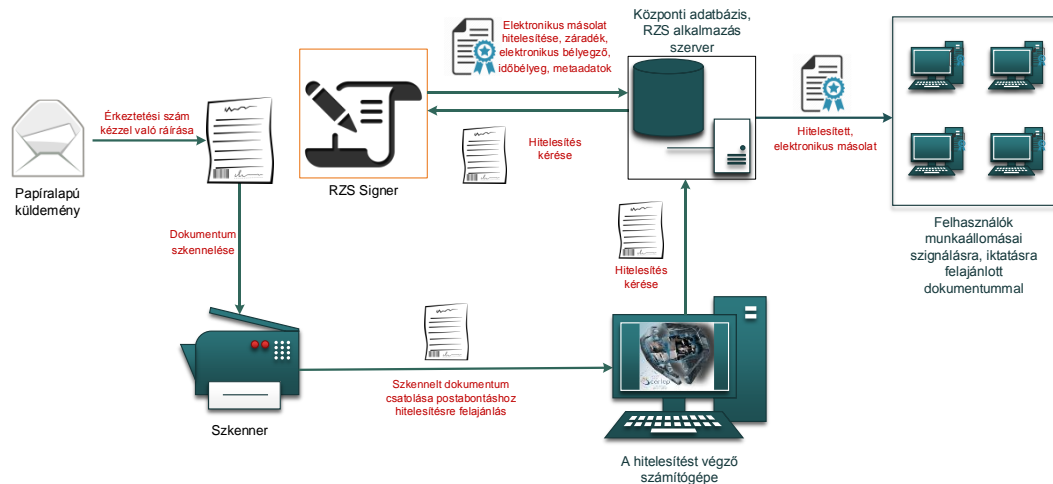 Elektronikus másolat
hitelesítése, záradék,
elektronikus bélyegző,
időbélyeg, metaadatok
Központi adatbázis,
RZS alkalmazás
szerver
Érkeztetési szám
kézzel való ráírása
Hitelesítés
kérése
Hitelesített,
elektronikus másolat
Papíralapú
küldemény
RZS Signer
Dokumentum
szkennelése
Hitelesítés
kérése
Felhasználók
munkaállomásai
szignálásra, iktatásra
felajánlott
dokumentummal
Szkennelt dokumentum
csatolása postabontáshoz
hitelesítésre felajánlás
Szkenner
A hitelesítést végző
számítógépe